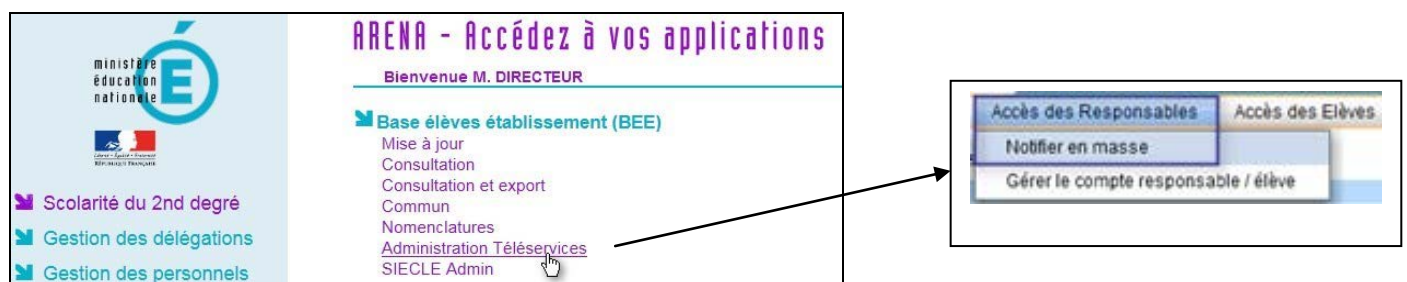 ministère
éducation
nationale
É
RÉPUBLIQUE FRANÇAISE
Scolarité du 2nd degré
Gestion des délégations
Gestion des personnels
ARENA - Accédez à vos applications
Bienvenue M. DIRECTEUR
Base élèves établissement (BEE)
Mise à jour
Consultation
Consultation et export
Commun
Nomenclatures
Administration Téléservices
SIECLE Admin
Accès des Responsables Accès des Elèves
Notifier en masse
Gérer le compte responsable / élève